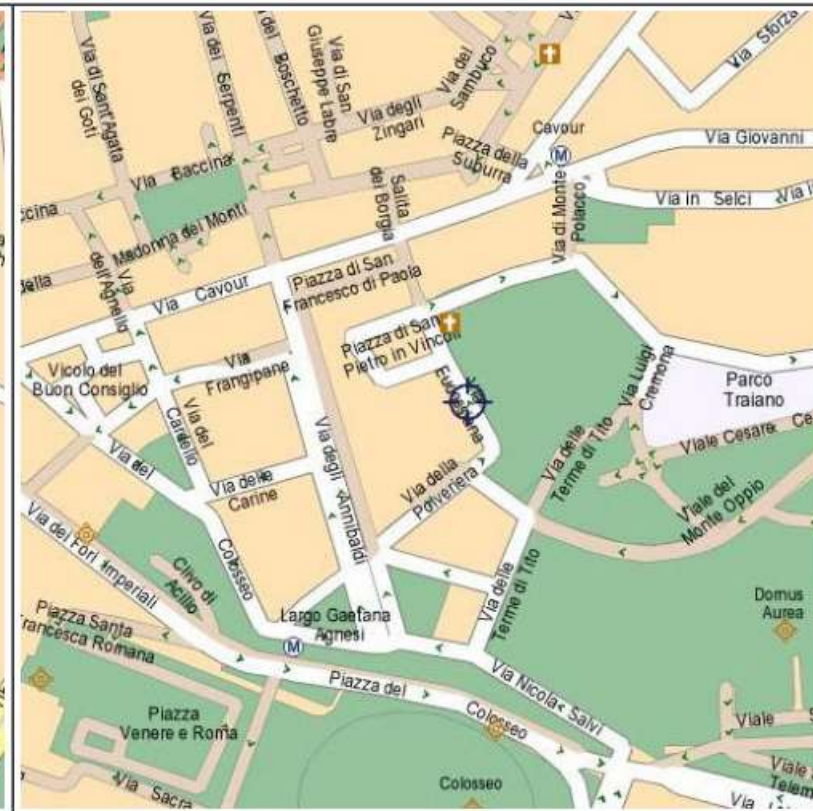 Via di Sant'Agata
dei Goti
Via dei Serpenti
del Boschetto
Via di San
Giuseppe Labre
Via del
Sambuco
Via Sforza
Via degli
Zingari
Piazza della
Suburra
Cavour
M
Via Giovanni
Via Baccina
ccina
Salita
dei Borgia
Via di Monte
Polacco
Via in Selci
Via i
Madonna dei Monti
della
Via
dell'Agnello
Via Cavour
Piazza di San
Francesco di Paola
Piazza di San
Pietro in Vincoli
Via
Frangipane
Vicolo del
Buon Consiglio
Via Luigi
Cremona
Parco
Traiano
Via del
Cardello
Via delle
Carine
Via degli Annibaldi
Via della
Polveriera
Via delle
Terme di Tito
Viale Cesare Ce
Viale del
Monte Oppio
Via del
Colosseo
Via dei Fori Imperiali
Clivo di
Acilio
Via delle
Terme di Tito
Domus
Aurea
Piazza Santa
Francesca Romana
Largo Gaetana
Agnesi
M
Piazza del
Colosseo
Via Nicola Salvi
Piazza
Venere e Roma
Viale
Viale
Telem
Colosseo
Via Sacra
Via